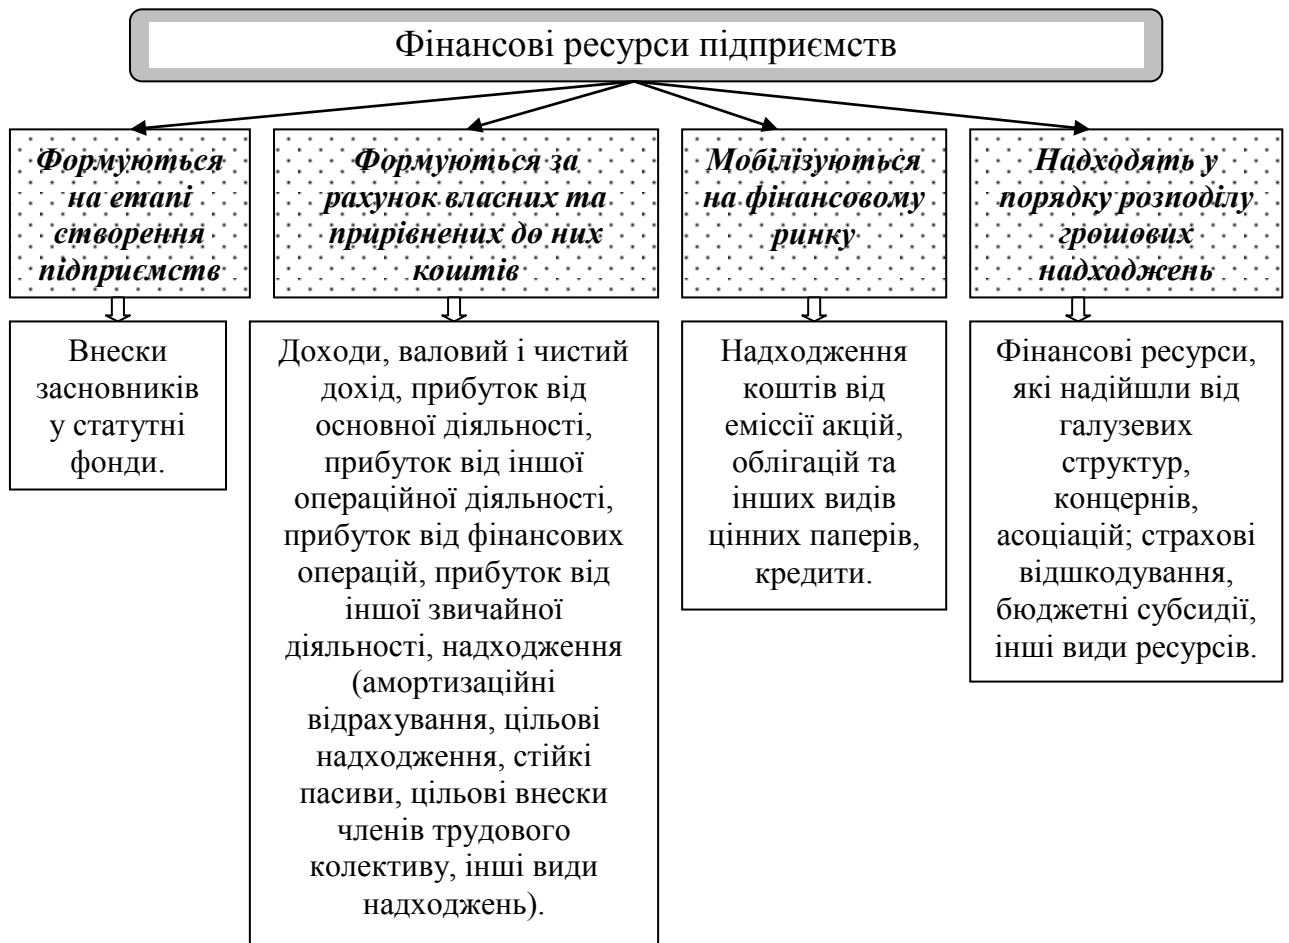 Фінансові ресурси підприємств
Формуються
на етапі
створення
підприємств
Формуються за
рахунок власних та
прирівнених до них
коштів
Мобілізуються
на фінансовому
ринку
Надходять у
порядку розподілу
грошових
надходжень
Внески
засновників
у статутні
фонди.
Доходи, валовий і чистий
дохід, прибуток від
основної діяльності,
прибуток від іншої
операційної діяльності,
прибуток від фінансових
операцій, прибуток від
іншої звичайної
діяльності, надходження
(амортизаційні
відрахування, цільові
надходження, стійкі
пасиви, цільові внески
членів трудового
колективу, інші види
надходжень).
Надходження
коштів від
еміссії акцій,
облігацій та
інших видів
цінних паперів,
кредити.
Фінансові ресурси,
які надійшли від
галузевих
структур,
концернів,
асоціацій; страхові
відшкодування,
бюджетні субсидії,
інші види ресурсів.